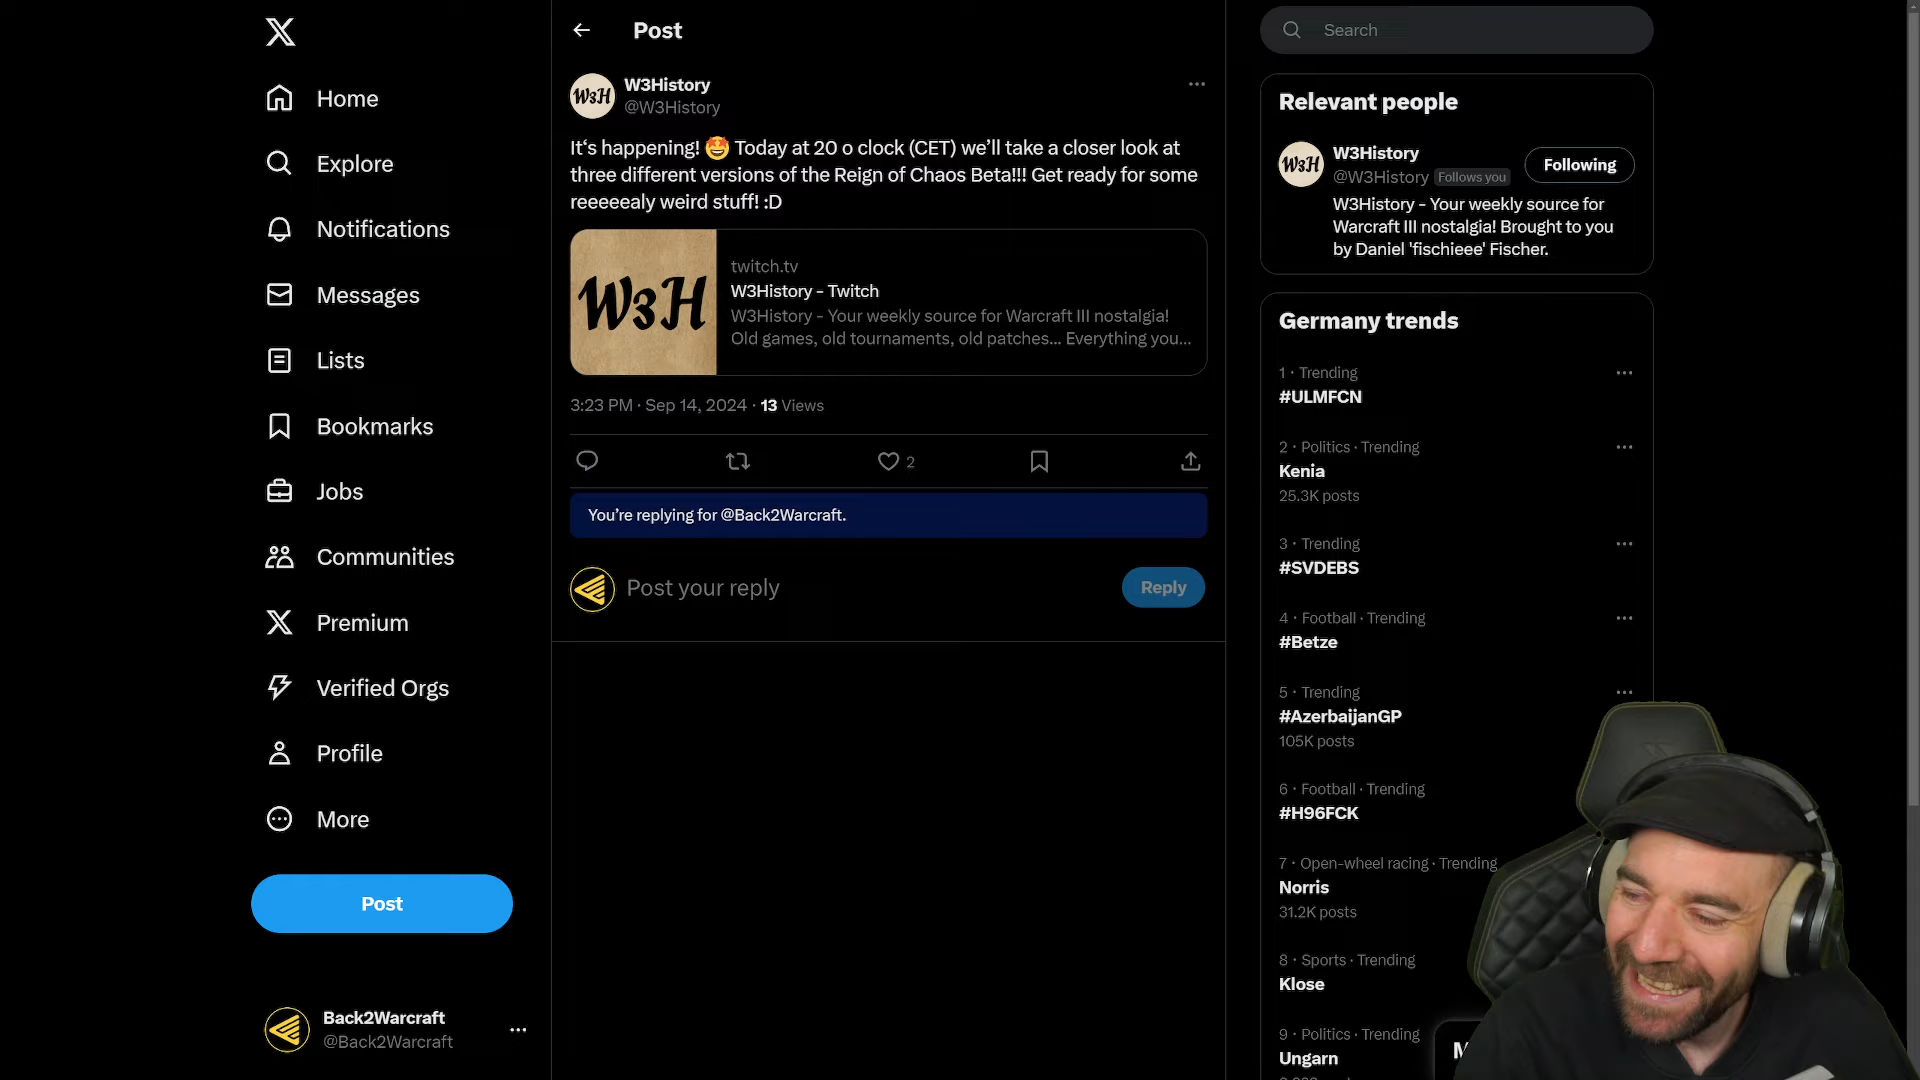 Home
Explore
Notifications
Messages
Lists
Bookmarks
Jobs
Communities
Premium
Verified Orgs
Profile
More
Post
Back2Warcraft
@Back2Warcraft
Post
W3History
@W3History
It‘s happening! 🤩 Today at 20 o clock (CET) we’ll take a closer look at
three different versions of the Reign of Chaos Beta!!! Get ready for some
reeeeealy weird stuff! :D
W3H
twitch.tv
W3History - Twitch
W3History - Your weekly source for Warcraft III nostalgia!
Old games, old tournaments, old patches... Everything you...
3:23 PM · Sep 14, 2024 · 13 Views
2
You’re replying for @Back2Warcraft.
Post your reply
Reply
Search
Relevant people
W3H
W3History
@W3History Follows you
Following
W3History - Your weekly source for
Warcraft III nostalgia! Brought to you
by Daniel 'fischieee' Fischer.
Germany trends
1 · Trending
#ULMFCN
2 · Politics · Trending
Kenia
25.3K posts
3 · Trending
#SVDEBS
4 · Football · Trending
#Betze
5 · Trending
#AzerbaijanGP
105K posts
6 · Football · Trending
#H96FCK
7 · Open-wheel racing · Trending
Norris
31.2K posts
8 · Sports · Trending
Klose
9 · Politics · Trending
Ungarn